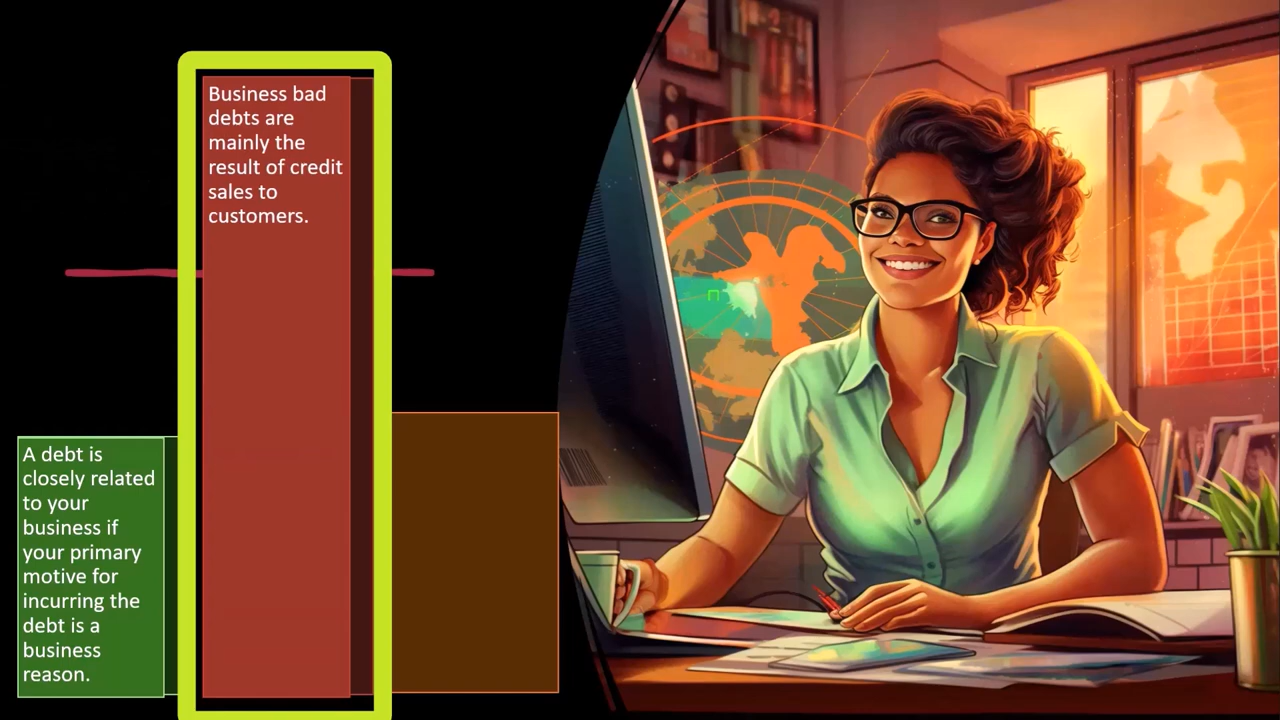 Business bad
debts are
mainly the
result of credit
sales to
customers.
A debt is
closely related
to your
business if
your primary
motive for
incurring the
debt is a
business
reason.